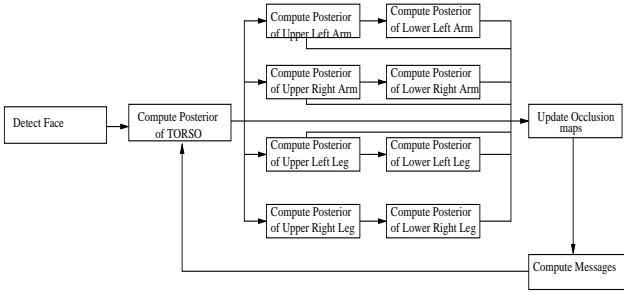 Compute Posterior
of Upper Left Arm
Compute Posterior
of Lower Left Arm
Compute Posterior
of Upper Right Arm
Compute Posterior
of Lower Right Arm
Detect Face
Compute Posterior
of TORSO
Update Occlusion
maps
Compute Posterior
of Upper Left Leg
Compute Posterior
of Lower Left Leg
Compute Posterior
of Upper Right Leg
Compute Posterior
of Lower Right Leg
Compute Messages